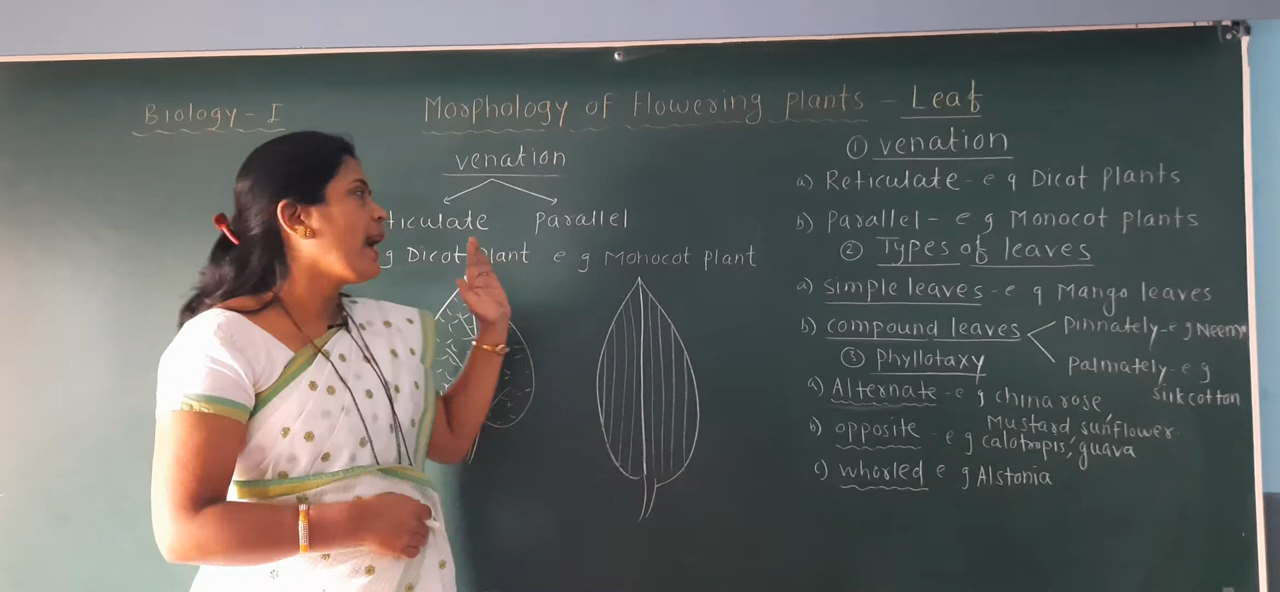 Biology - I
Morphology of flowering plants - Leaf
venation
ticulate parallel
g Dicot plant e g Monocot plant
① venation
a) Reticulate - e g Dicot plants
b) Parallel - e g Monocot plants
② Types of leaves
a) simple leaves - e g Mango leaves
b) compound leaves
pinnately - e g Neem
palmately - e g
silk cotton
③ Phyllotaxy
a) Alternate - e g china rose,
Mustard sunflower.
b) opposite - e g calotropis, guava
c) whorled e g Alstonia